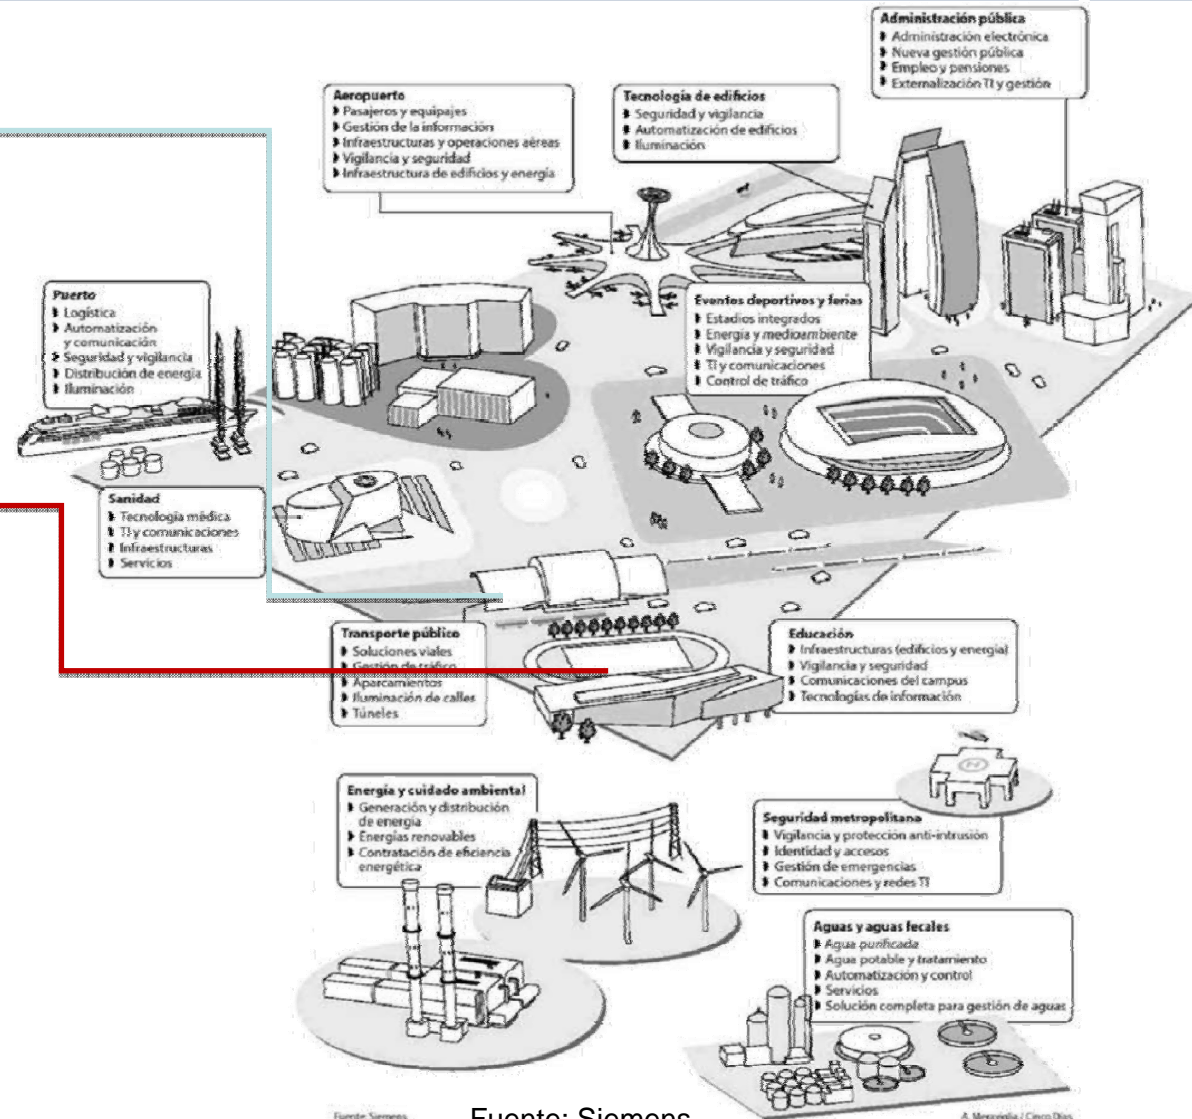 Administración pública
Administración electrónica
Nueva gestión pública
Empleo y pensiones
Externalización TI y gestión
Aeropuerto
Pasajeros y equipajes
Gestión de la información
Infraestructuras y operaciones aéreas
Vigilancia y seguridad
Infraestructura de edificios y energía
Tecnología de edificios
Seguridad y vigilancia
Automatización de edificios
Iluminación
Puerto
Logística
Automatización
y comunicación
Seguridad y vigilancia
Distribución de energía
Iluminación
Eventos deportivos y ferias
Estadios integrados
Energía y medioambiente
Vigilancia y seguridad
TI y comunicaciones
Control de tráfico
Sanidad
Tecnología médica
TI y comunicaciones
Infraestructuras
Servicios
Transporte público
Soluciones viales
Gestión de tráfico
Aparcamientos
Iluminación de calles
Túneles
Educación
Infraestructuras (edificios y energía)
Vigilancia y seguridad
Comunicaciones del campus
Tecnologías de información
Energía y cuidado ambiental
Generación y distribución
de energía
Energías renovables
Contratación de eficiencia
energética
Seguridad metropolitana
Vigilancia y protección anti-intrusión
Identidad y accesos
Gestión de emergencias
Comunicaciones y redes TI
Aguas y aguas fecales
Agua purificada
Agua potable y tratamiento
Automatización y control
Servicios
Solución completa para gestión de aguas
Fuente: Siemens
Fuente: Siemens
A. Meraviglia / Cinco Días